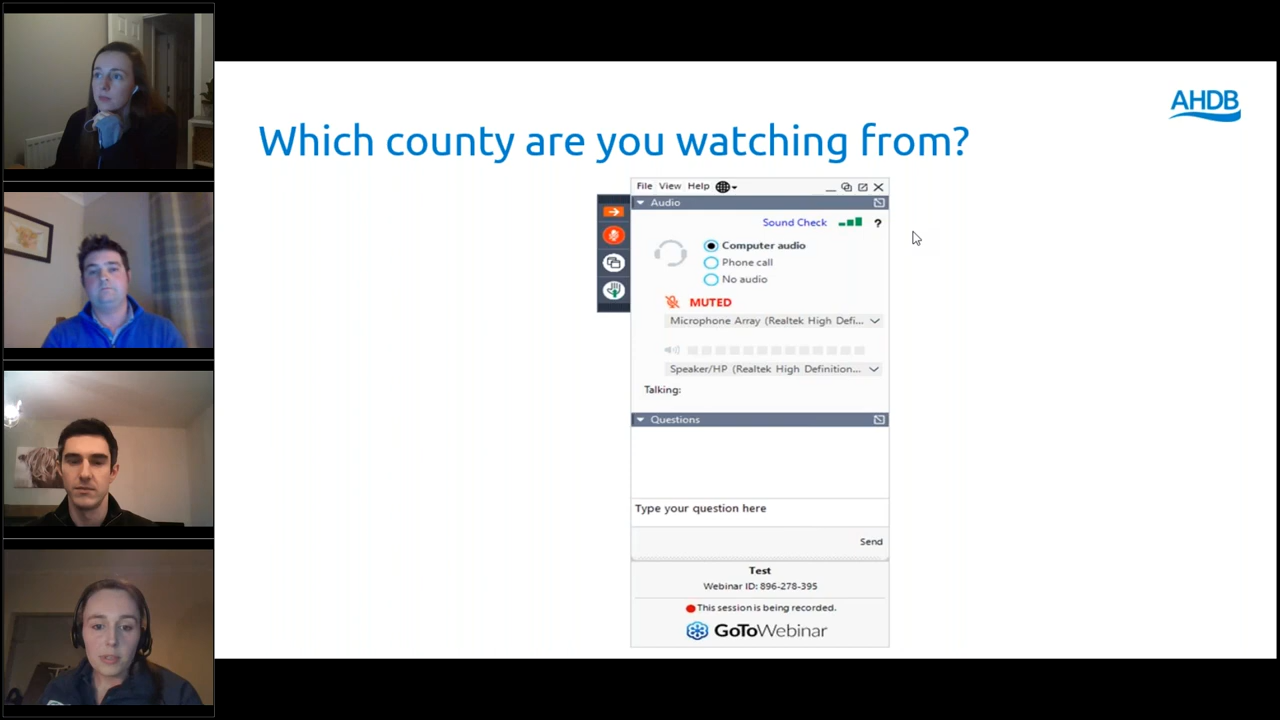 AHDB
Which county are you watching from?
File View Help
Audio
Sound Check ?
Computer audio
Phone call
No audio
MUTED
Microphone Array (Realtek High Defi...
Speaker/HP (Realtek High Definition...
Talking:
Questions
Type your question here
Send
Test
Webinar ID: 896-278-395
This session is being recorded.
GoToWebinar